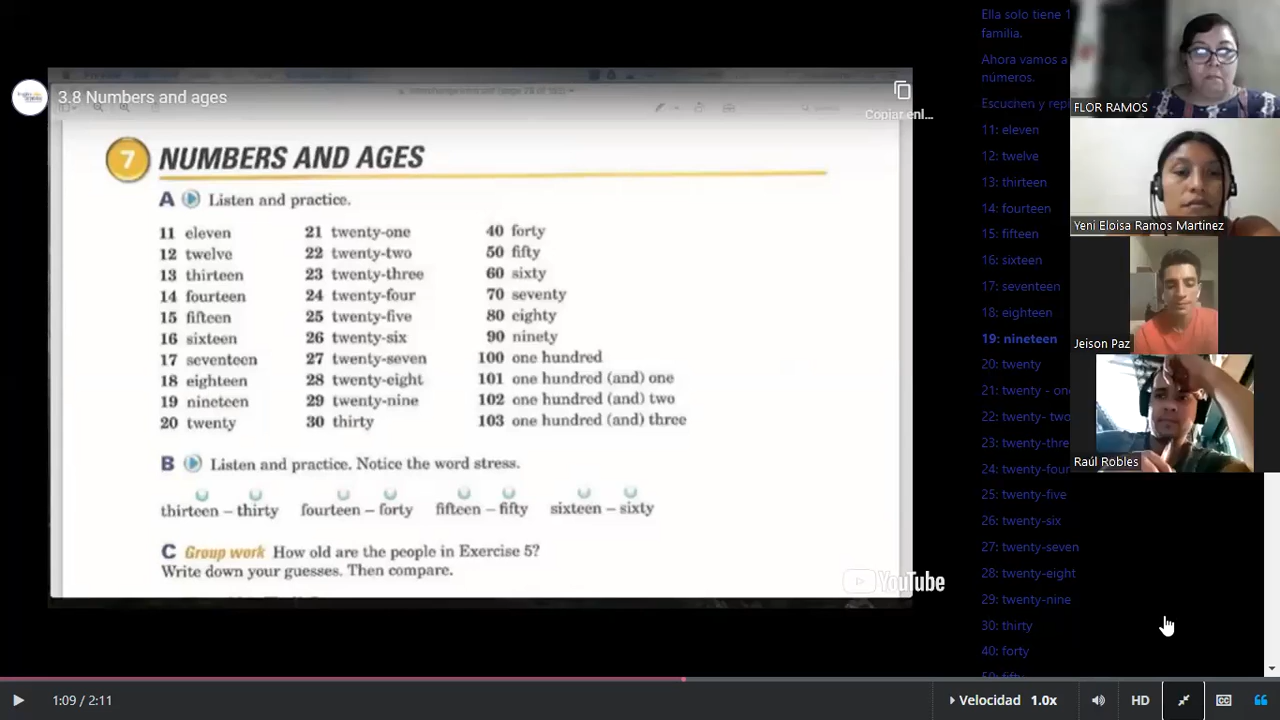 3.8 Numbers and ages
Copiar enl...
7 NUMBERS AND AGES
A Listen and practice.
11 eleven
12 twelve
13 thirteen
14 fourteen
15 fifteen
16 sixteen
17 seventeen
18 eighteen
19 nineteen
20 twenty
21 twenty-one
22 twenty-two
23 twenty-three
24 twenty-four
25 twenty-five
26 twenty-six
27 twenty-seven
28 twenty-eight
29 twenty-nine
30 thirty
40 forty
50 fifty
60 sixty
70 seventy
80 eighty
90 ninety
100 one hundred
101 one hundred (and) one
102 one hundred (and) two
103 one hundred (and) three
B Listen and practice. Notice the word stress.
thirteen – thirty fourteen – forty fifteen – fifty sixteen – sixty
C Group work How old are the people in Exercise 5?
Write down your guesses. Then compare.
YouTube
Ella solo tiene 1
familia.
Ahora vamos a
números.
Escuchen y rep
11: eleven
12: twelve
13: thirteen
14: fourteen
15: fifteen
16: sixteen
17: seventeen
18: eighteen
19: nineteen
20: twenty
21: twenty - one
22: twenty- two
23: twenty-thre
24: twenty-four
25: twenty-five
26: twenty-six
27: twenty-seven
28: twenty-eight
29: twenty-nine
30: thirty
40: forty
FLOR RAMOS
Yeni Eloisa Ramos Martinez
Jeison Paz
Raúl Robles
1:09 / 2:11
Velocidad 1.0x
HD
CC